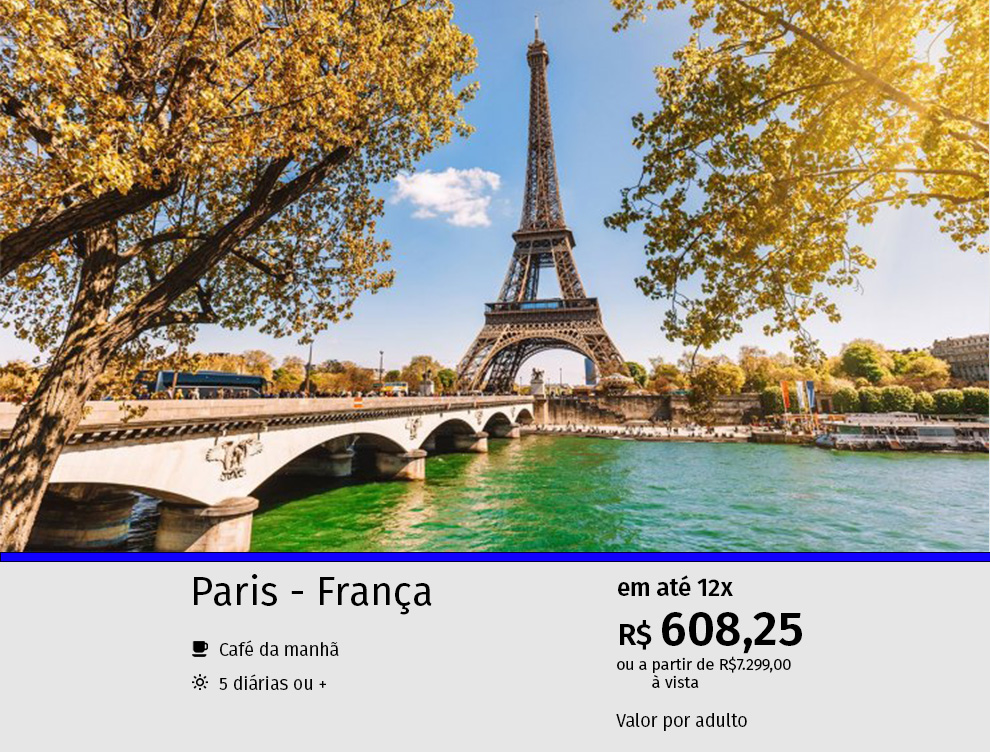 Paris - França
Café da manhã
5 diárias ou +
em até 12x
R$ 608,25
ou a partir de R$7.299,00
à vista
Valor por adulto